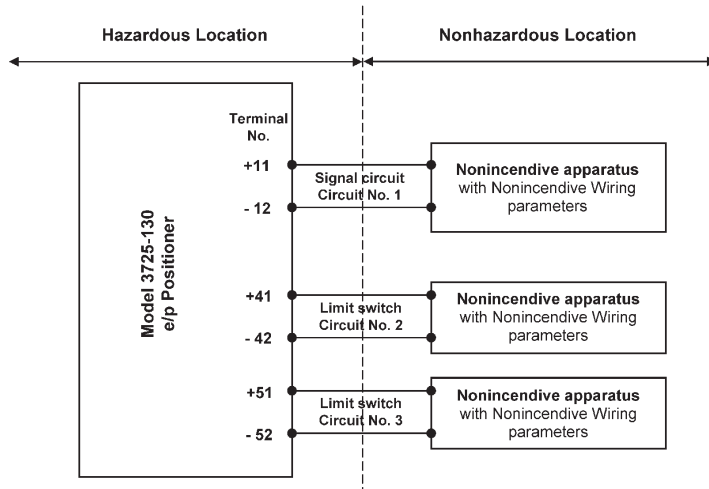 Hazardous Location
Nonhazardous Location
Terminal
No.
Model 3725-130
e/p Positioner
+11
- 12
Signal circuit
Circuit No. 1
Nonincendive apparatus
with Nonincendive Wiring
parameters
+41
- 42
Limit switch
Circuit No. 2
Nonincendive apparatus
with Nonincendive Wiring
parameters
+51
- 52
Limit switch
Circuit No. 3
Nonincendive apparatus
with Nonincendive Wiring
parameters